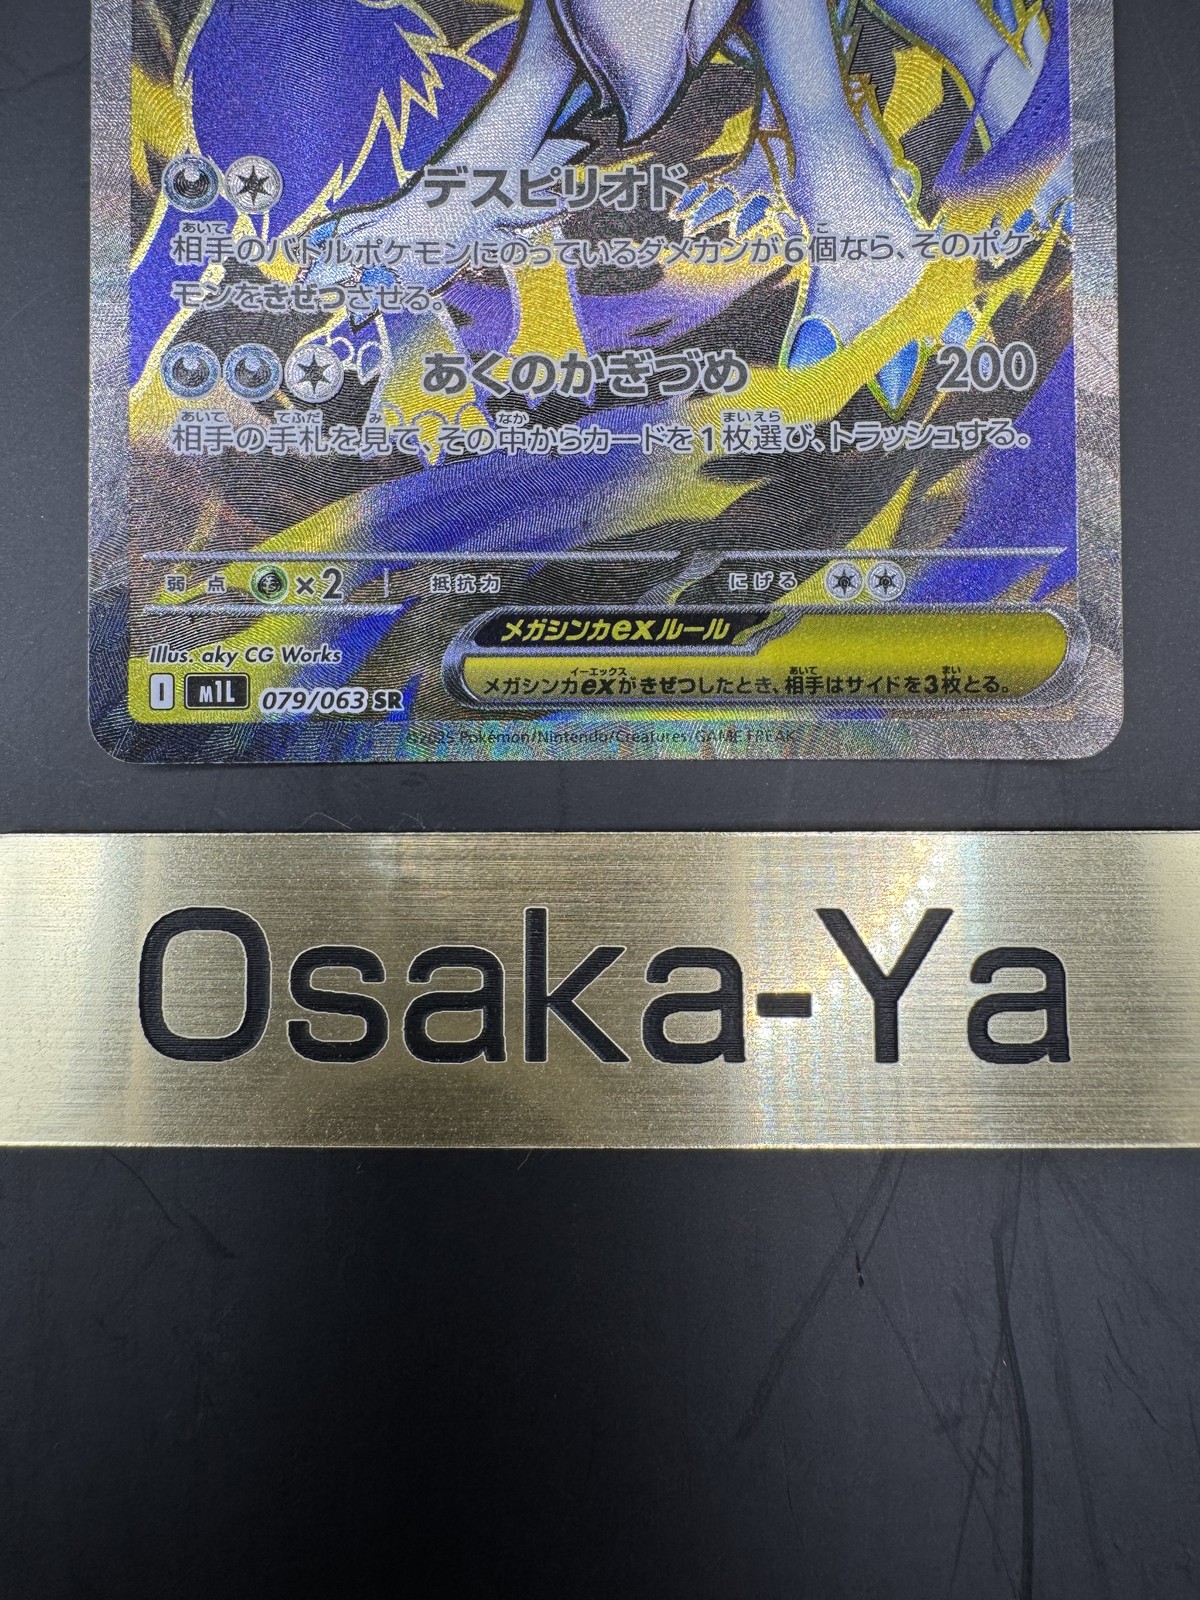 デスピリオド
相手のバトルポケモンにのっているダメカンが6個なら、そのポケ
モンをきぜつさせる。
あくのかぎづめ 200
相手の手札を見て、その中からカードを1枚選び、トラッシュする。
弱点 ×2 抵抗力 にげる
メガシンカexルール
メガシンカexがきぜつしたとき、相手はサイドを3枚とる。
Illus. aky CG Works
I M1L 079/063 SR
©2025 Pokémon/Nintendo/Creatures/GAME FREAK
Osaka-Ya